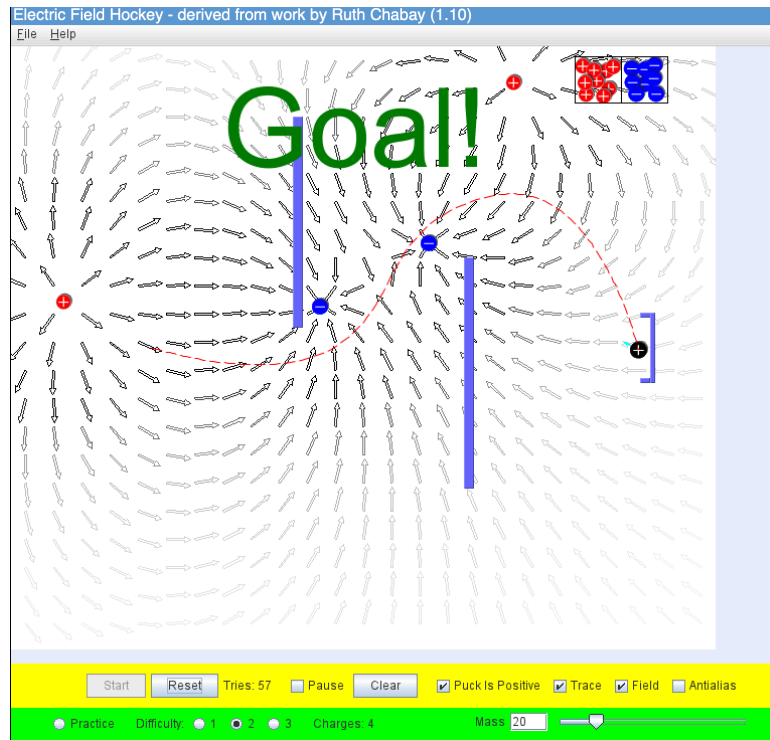 Electric Field Hockey - derived from work by Ruth Chabay (1.10)
File Help
Goal!
Start Reset Tries: 57 Pause Clear Puck Is Positive Trace Field Antialias
Practice Difficulty: 1 2 3 Charges: 4 Mass 20